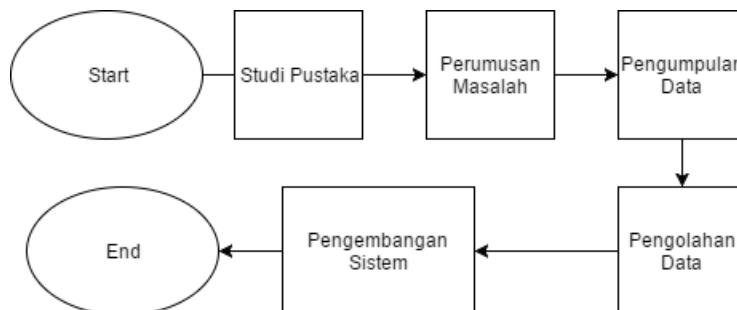 Start
Studi Pustaka
Perumusan
Masalah
Pengumpulan
Data
Pengolahan
Data
Pengembangan
Sistem
End